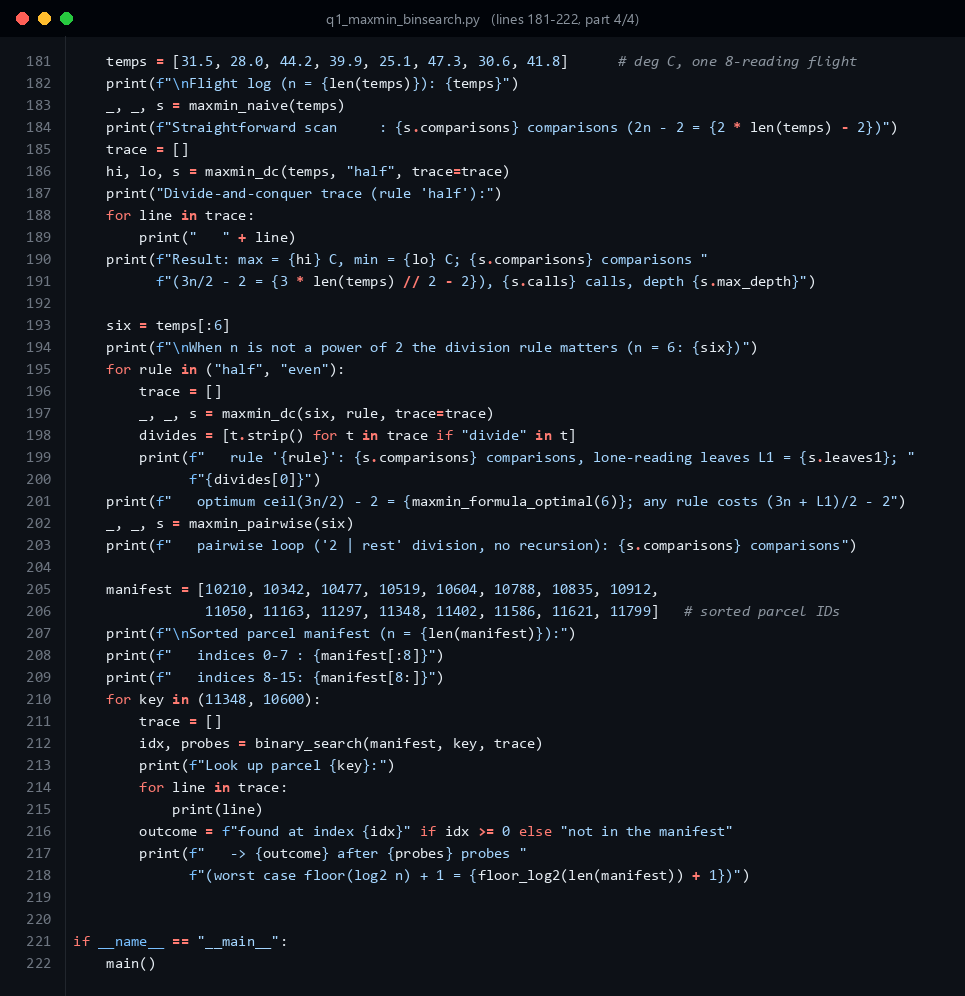 q1_maxmin_binsearch.py (lines 181-222, part 4/4)
181     temps = [31.5, 28.0, 44.2, 39.9, 25.1, 47.3, 30.6, 41.8]      # deg C, one 8-reading flight
182     print(f"\nFlight log (n = {len(temps)}): {temps}")
183     _, _, s = maxmin_naive(temps)
184     print(f"Straightforward scan     : {s.comparisons} comparisons (2n - 2 = {2 * len(temps) - 2})")
185     trace = []
186     hi, lo, s = maxmin_dc(temps, "half", trace=trace)
187     print("Divide-and-conquer trace (rule 'half'):")
188     for line in trace:
189         print("   " + line)
190     print(f"Result: max = {hi} C, min = {lo} C; {s.comparisons} comparisons "
191           f"(3n/2 - 2 = {3 * len(temps) // 2 - 2}), {s.calls} calls, depth {s.max_depth}")
192
193     six = temps[:6]
194     print(f"\nWhen n is not a power of 2 the division rule matters (n = 6: {six})")
195     for rule in ("half", "even"):
196         trace = []
197         _, _, s = maxmin_dc(six, rule, trace=trace)
198         divides = [t.strip() for t in trace if "divide" in t]
199         print(f"   rule '{rule}': {s.comparisons} comparisons, lone-reading leaves L1 = {s.leaves1}; "
200               f"{divides[0]}")
201     print(f"   optimum ceil(3n/2) - 2 = {maxmin_formula_optimal(6)}; any rule costs (3n + L1)/2 - 2")
202     _, _, s = maxmin_pairwise(six)
203     print(f"   pairwise loop ('2 | rest' division, no recursion): {s.comparisons} comparisons")
204
205     manifest = [10210, 10342, 10477, 10519, 10604, 10788, 10835, 10912,
206                 11050, 11163, 11297, 11348, 11402, 11586, 11621, 11799]   # sorted parcel IDs
207     print(f"\nSorted parcel manifest (n = {len(manifest)}):")
208     print(f"   indices 0-7 : {manifest[:8]}")
209     print(f"   indices 8-15: {manifest[8:]}")
210     for key in (11348, 10600):
211         trace = []
212         idx, probes = binary_search(manifest, key, trace)
213         print(f"Look up parcel {key}:")
214         for line in trace:
215             print(line)
216         outcome = f"found at index {idx}" if idx >= 0 else "not in the manifest"
217         print(f"   -> {outcome} after {probes} probes "
218               f"(worst case floor(log2 n) + 1 = {floor_log2(len(manifest)) + 1})")
219
220
221 if __name__ == "__main__":
222     main()